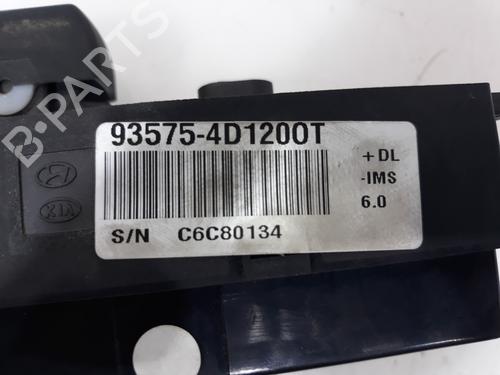 93575-4D1200T
+DL
-IMS
6.0
S/N C6C80134
KIA
B-PARTS